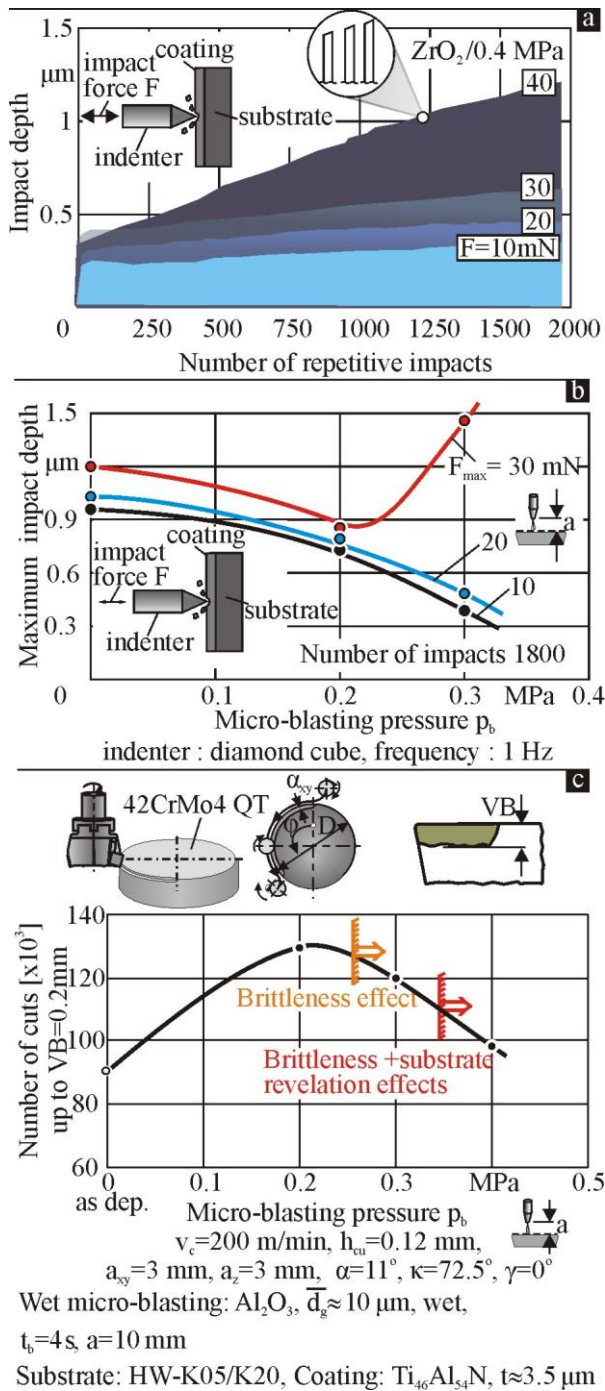 a
1.5
μm
1
0.5
0
Impact depth
coating
impact
force F
indenter
substrate
ZrO2/0.4 MPa
40
30
20
F=10mN
0 250 500 750 1000 1250 1500 2000
Number of repetitive impacts
b
1.5
μm
0.9
0.6
0.3
0
Maximum impact depth
Fmax= 30 mN
a
20
10
coating
impact
force F
indenter
substrate
Number of impacts 1800
0.1 0.2 0.3 MPa 0.4
Micro-blasting pressure pb
indenter : diamond cube, frequency : 1 Hz
c
42CrMo4 QT
αxy
φ
D
VB
140
120
100
80
60
Number of cuts [x10³]
up to VB=0.2mm
Brittleness effect
Brittleness +substrate
revelation effects
0 0.1 0.2 0.3 MPa 0.5
as dep.
Micro-blasting pressure pb
a
vc=200 m/min, hcu=0.12 mm,
axy=3 mm, az=3 mm, α=11°, κ=72.5°, γ=0°
Wet micro-blasting: Al2O3, d̅g≈10 μm, wet,
tb=4s, a=10 mm
Substrate: HW-K05/K20, Coating: Ti46Al54N, t≈3.5 μm